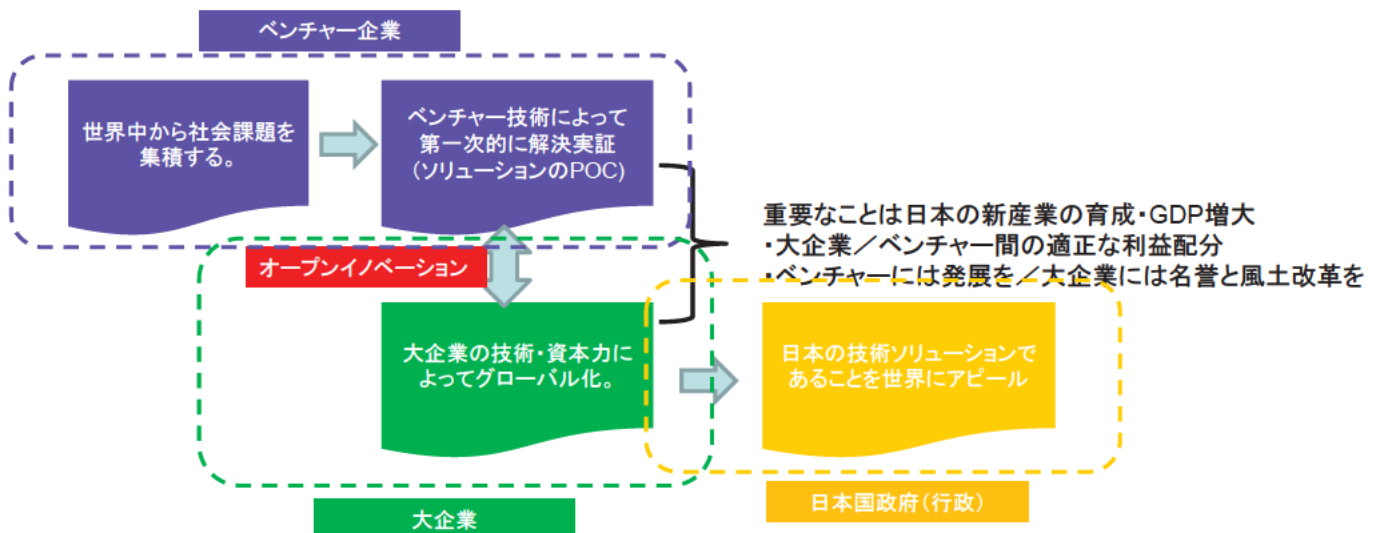 ベンチャー企業
世界中から社会課題を
集積する。
ベンチャー技術によって
第一次的に解決実証
(ソリューションのPOC)
重要なことは日本の新産業の育成・GDP増大
・大企業／ベンチャー間の適正な利益配分
・ベンチャーには発展を／大企業には名誉と風土改革を
オープンイノベーション
大企業の技術・資本力に
よってグローバル化。
日本の技術ソリューションで
あることを世界にアピール
日本国政府(行政)
大企業